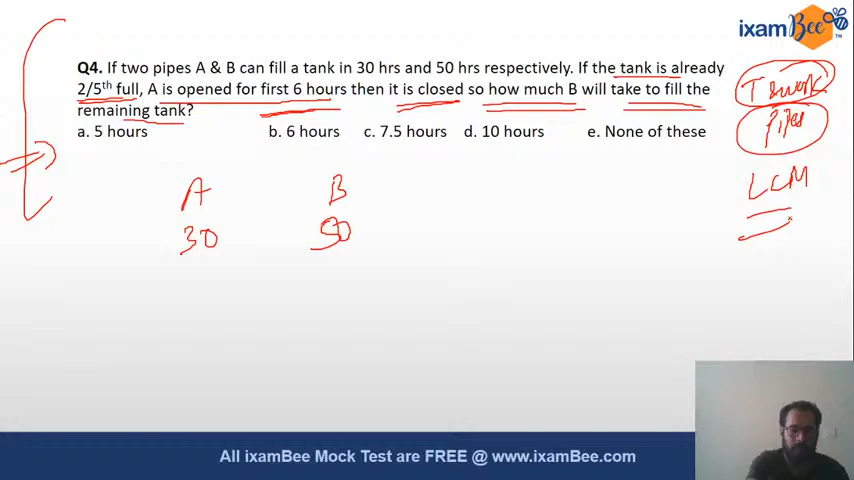 ixamBee
TM
Q4. If two pipes A & B can fill a tank in 30 hrs and 50 hrs respectively. If the tank is already
2/5th full, A is opened for first 6 hours then it is closed so how much B will take to fill the
remaining tank?
a. 5 hours b. 6 hours c. 7.5 hours d. 10 hours e. None of these
T & work
Pipes
LCM
A B
30 50
All ixamBee Mock Test are FREE @ www.ixamBee.com